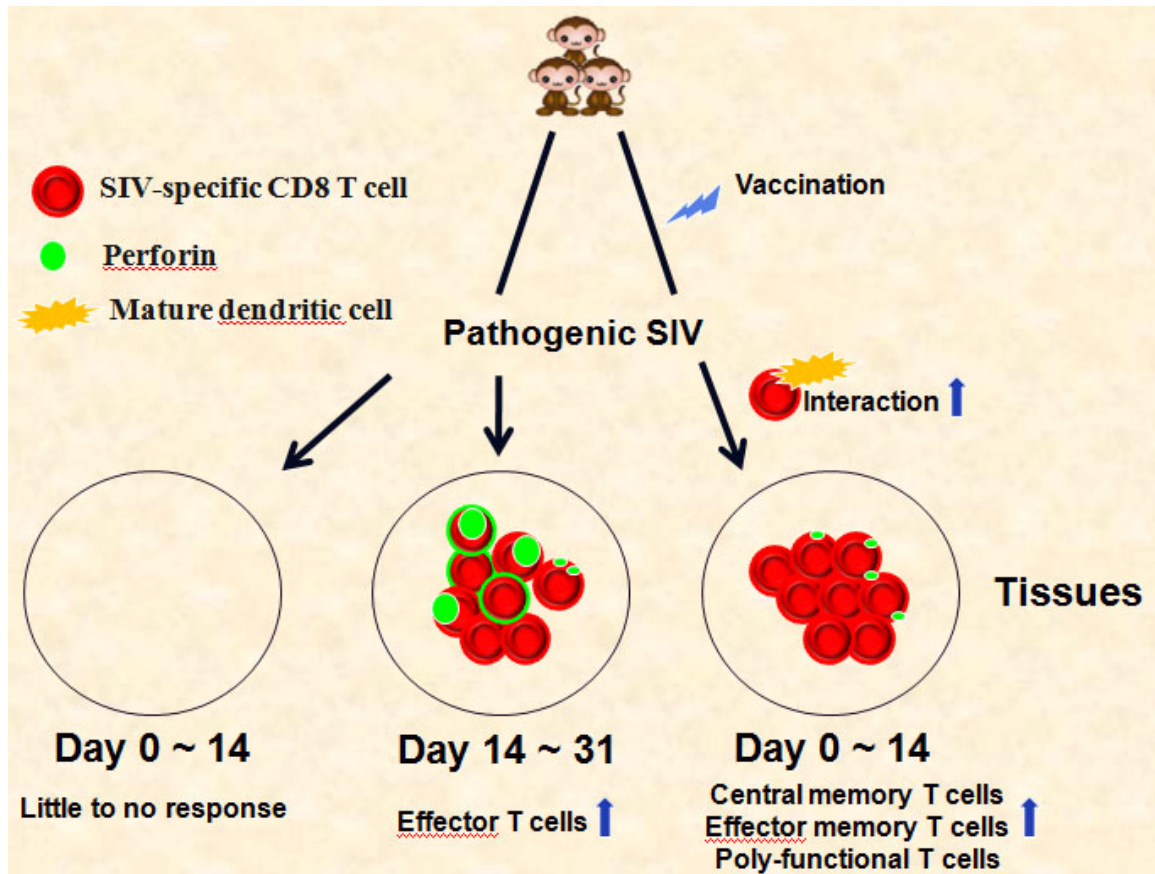 SIV-specific CD8 T cell
Perforin
Mature dendritic cell
Vaccination
Pathogenic SIV
Interaction
Tissues
Day 0 ~ 14
Little to no response
Day 14 ~ 31
Effector T cells
Day 0 ~ 14
Central memory T cells
Effector memory T cells
Poly-functional T cells